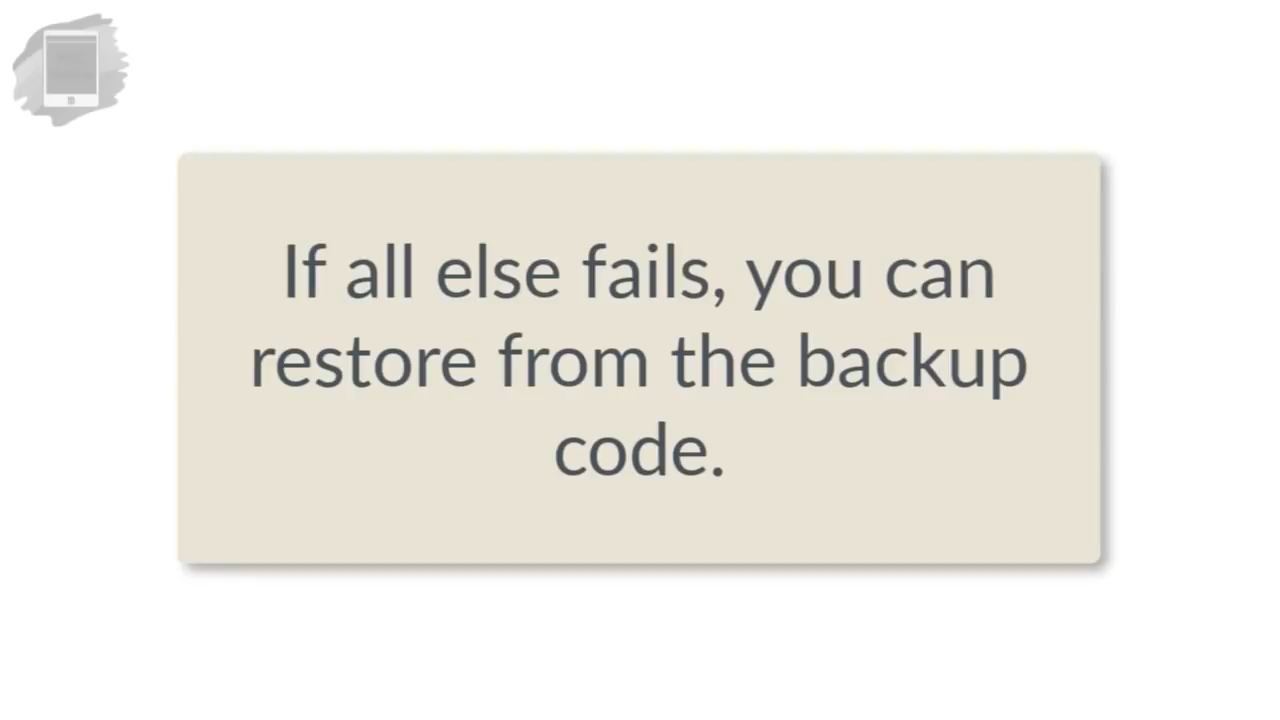 If all else fails, you can
restore from the backup
code.